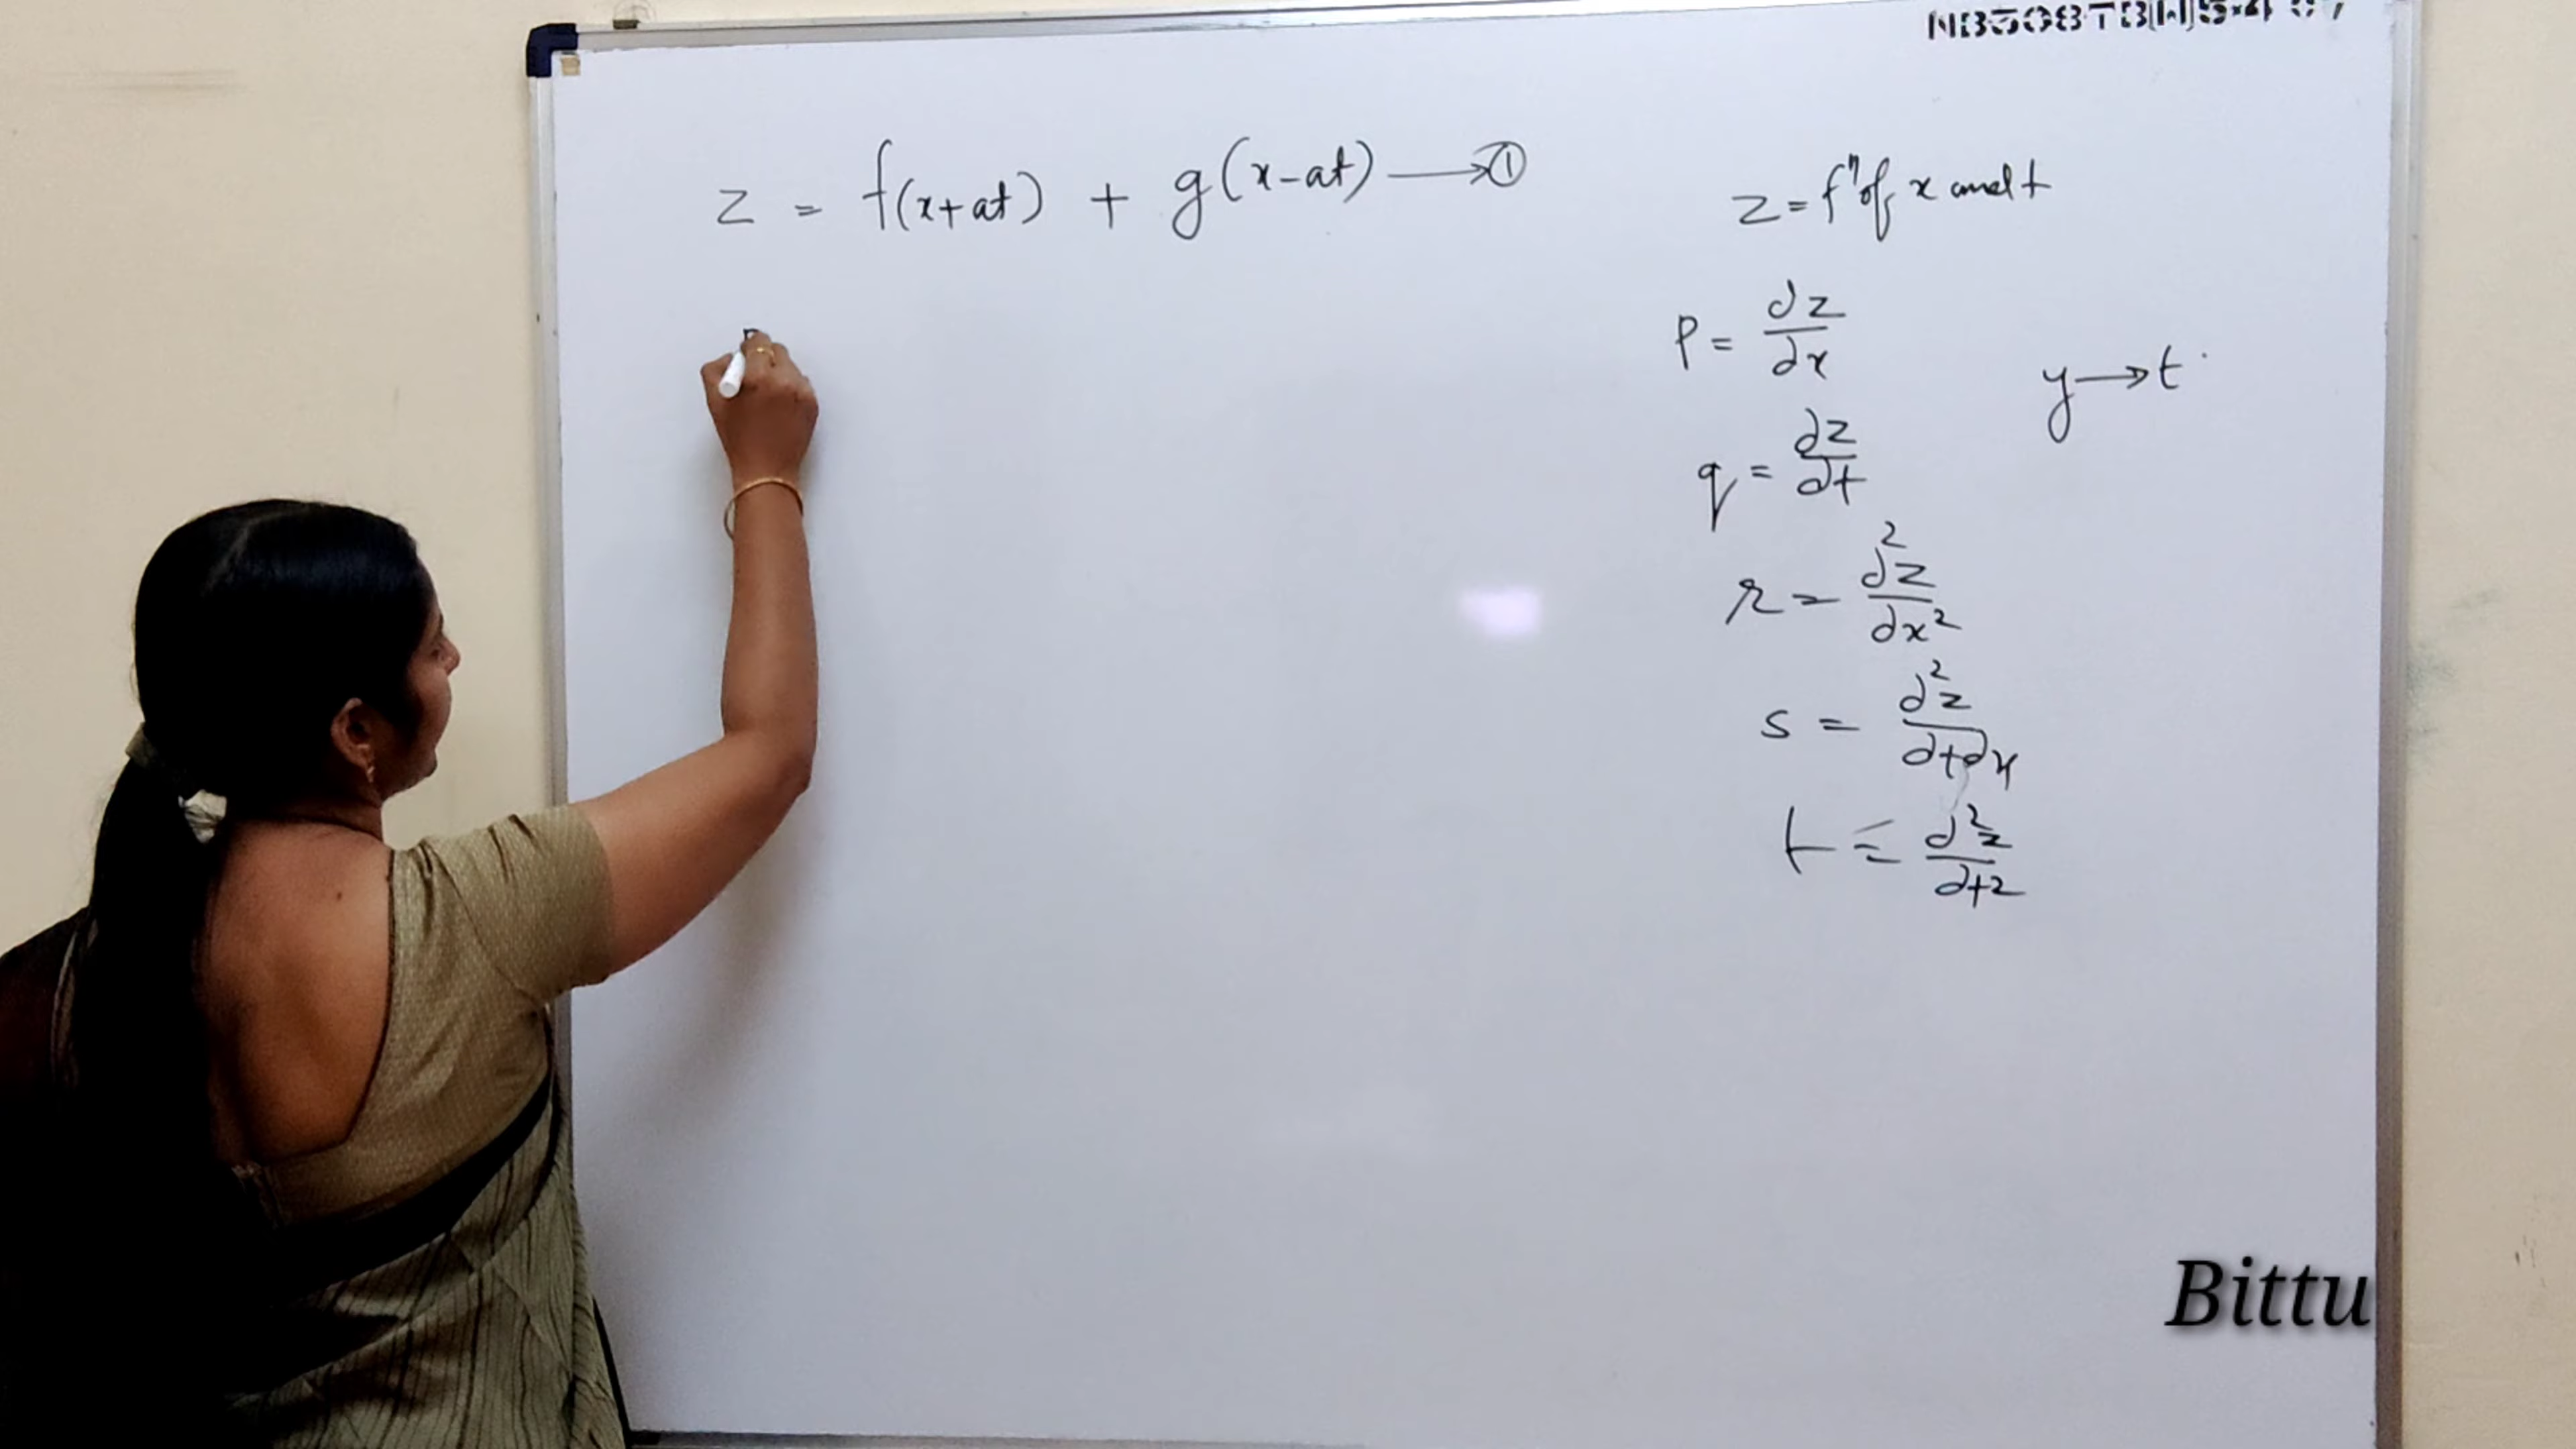 z = f(x+at) + g(x-at) ⟶ ①
z = fⁿ of x and t
p = ∂z/∂x
y ⟶ t
q = ∂z/∂t
r = ∂²z/∂x²
s = ∂²z/∂t∂x
t = ∂²z/∂t²
Bittu